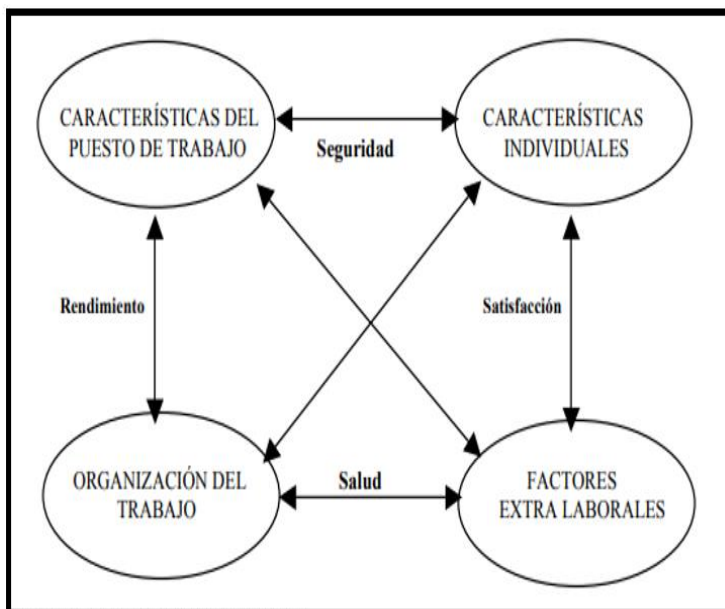 CARACTERÍSTICAS DEL
PUESTO DE TRABAJO
CARACTERÍSTICAS
INDIVIDUALES
Seguridad
Rendimiento
Satisfacción
ORGANIZACIÓN DEL
TRABAJO
Salud
FACTORES
EXTRA LABORALES